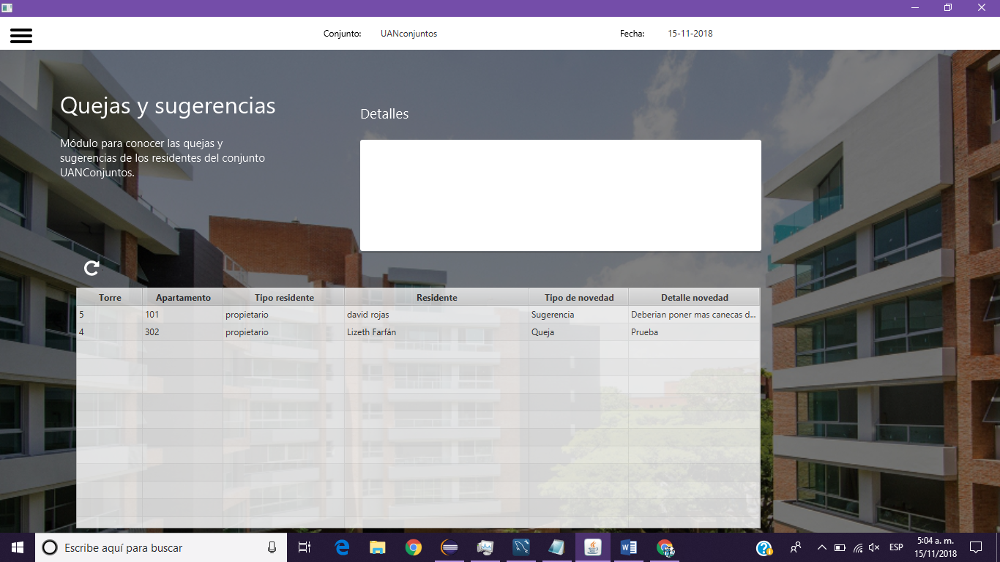 Conjunto: UANconjuntos Fecha: 15-11-2018
Quejas y sugerencias
Módulo para conocer las quejas y
sugerencias de los residentes del conjunto
UANConjuntos.
Detalles
Torre Apartamento Tipo residente Residente Tipo de novedad Detalle novedad
5 101 propietario david rojas Sugerencia Deberian poner mas canecas d...
4 302 propietario Lizeth Farfán Queja Prueba
Escribe aquí para buscar
ESP
5:04 a. m.
15/11/2018